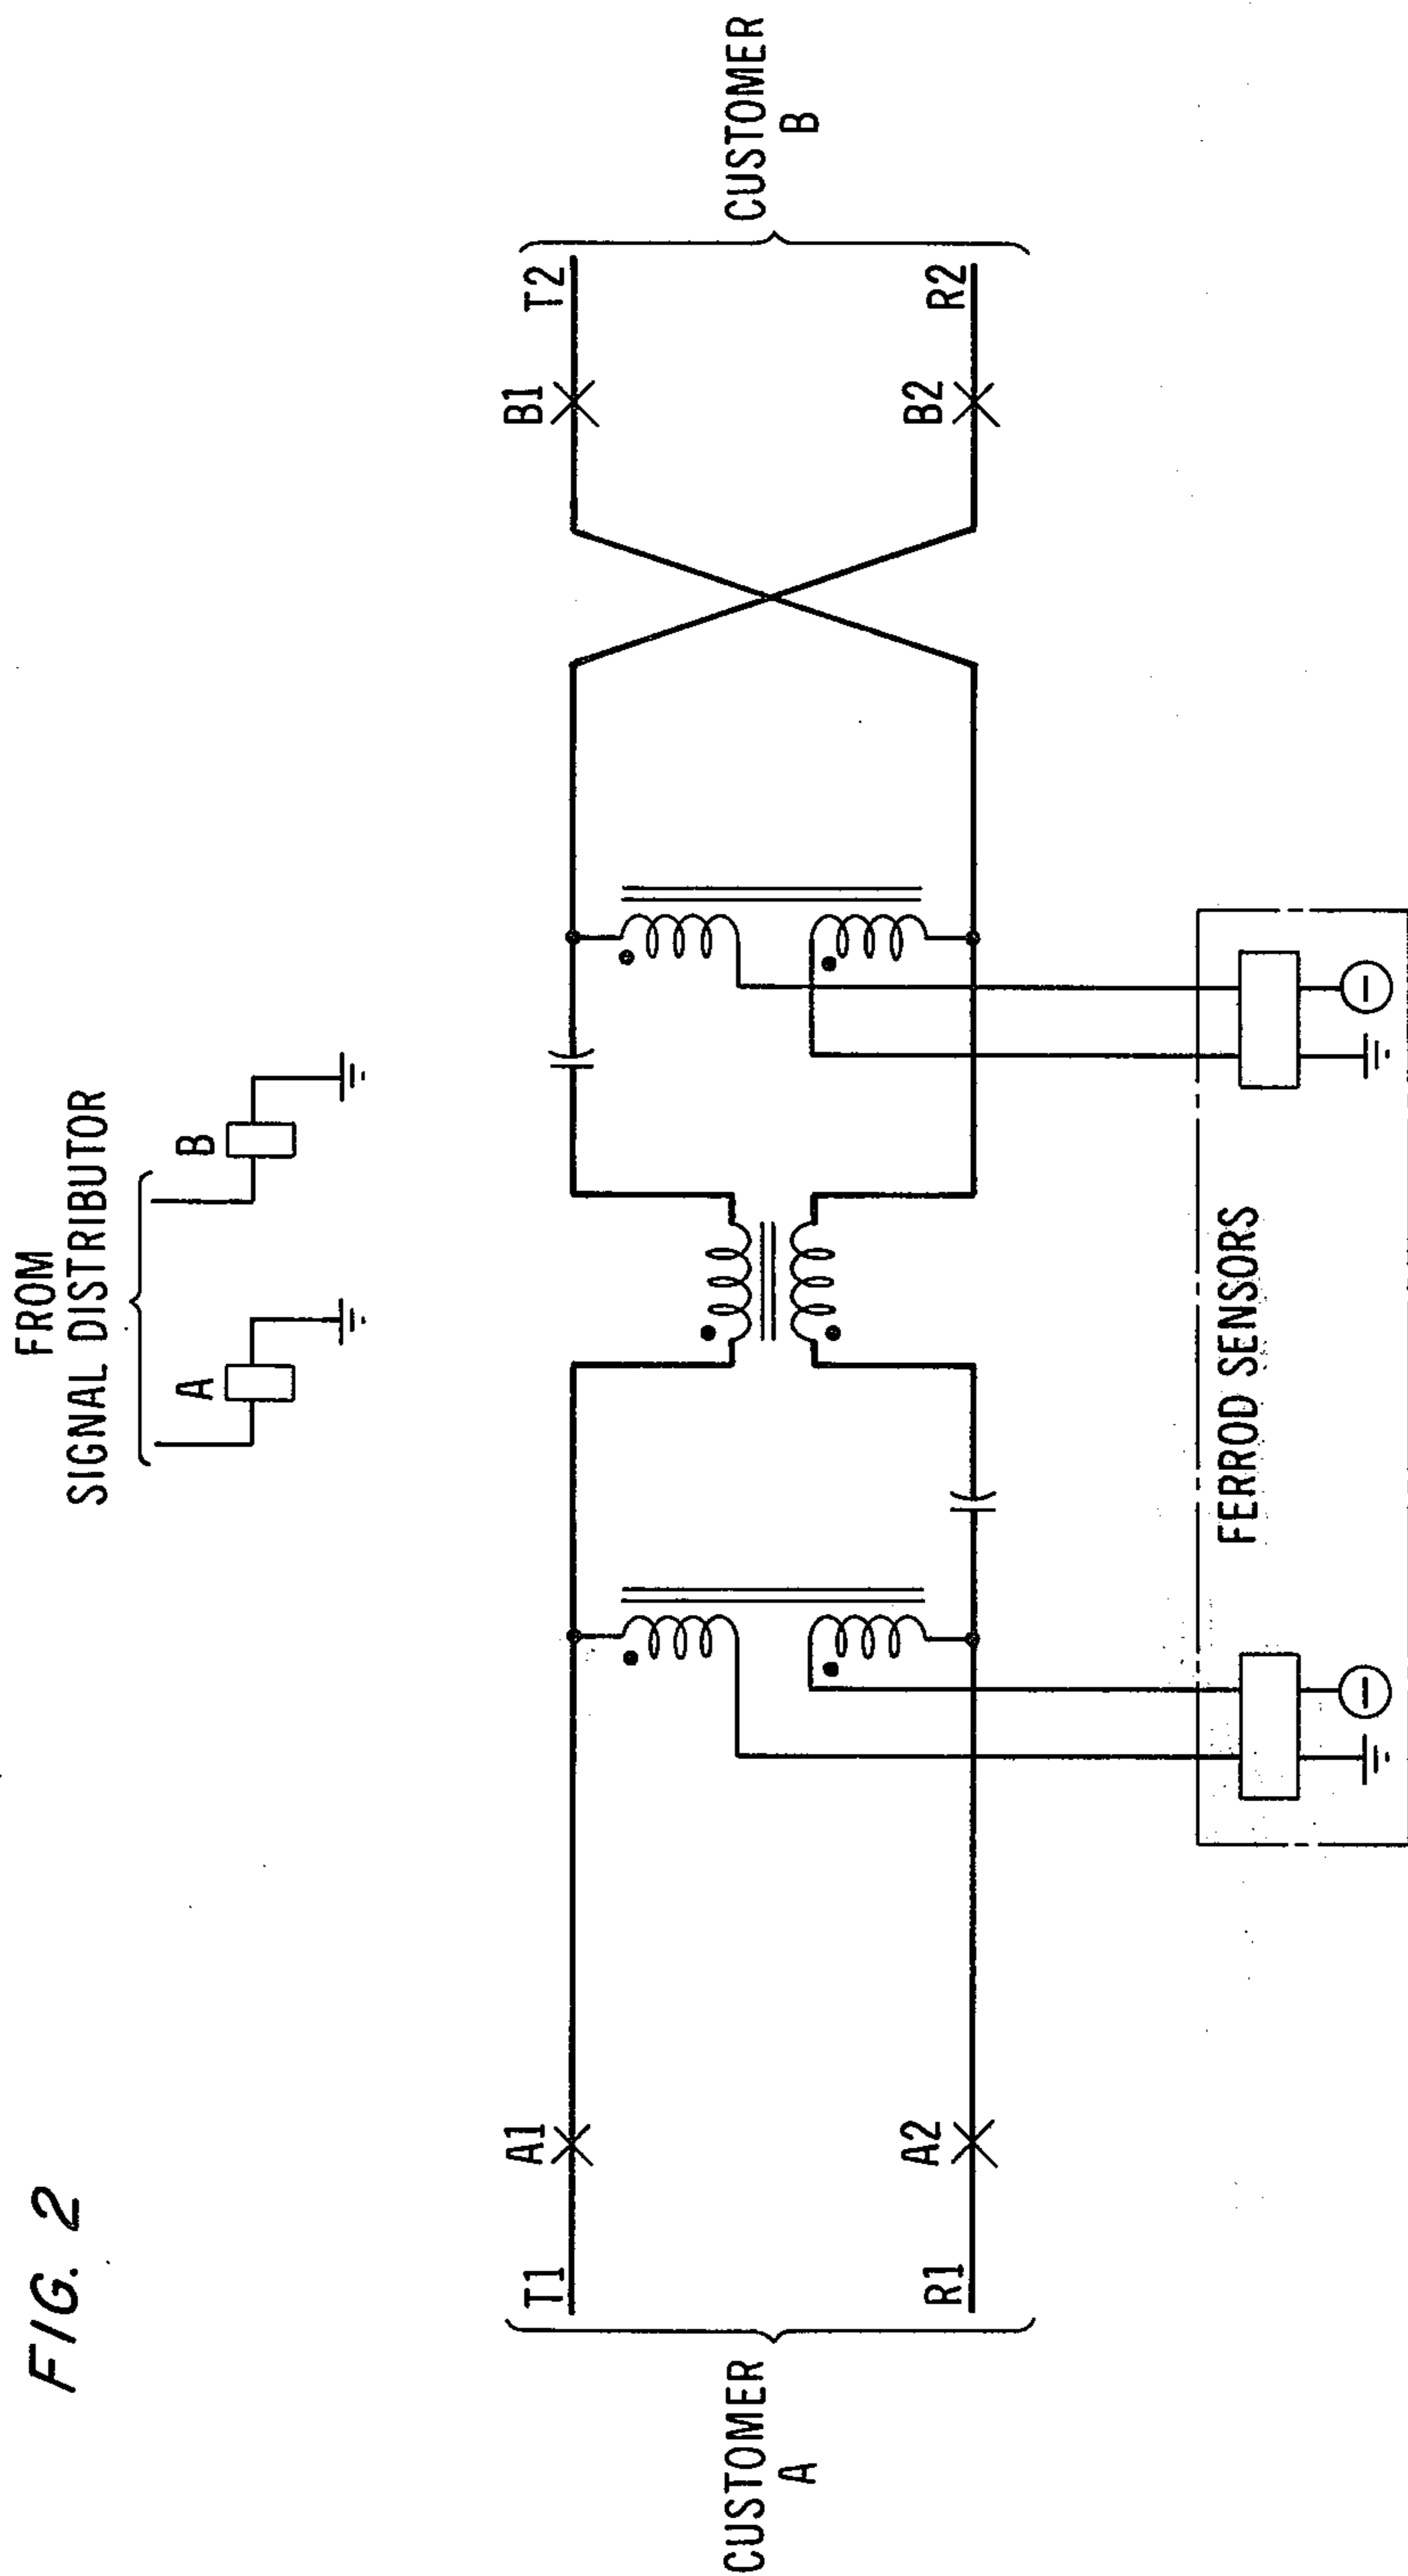 FIG. 2
FROM
SIGNAL DISTRIBUTOR
A
B
T1
A1
B1
T2
CUSTOMER
A
CUSTOMER
B
R1
A2
B2
R2
FERROD SENSORS